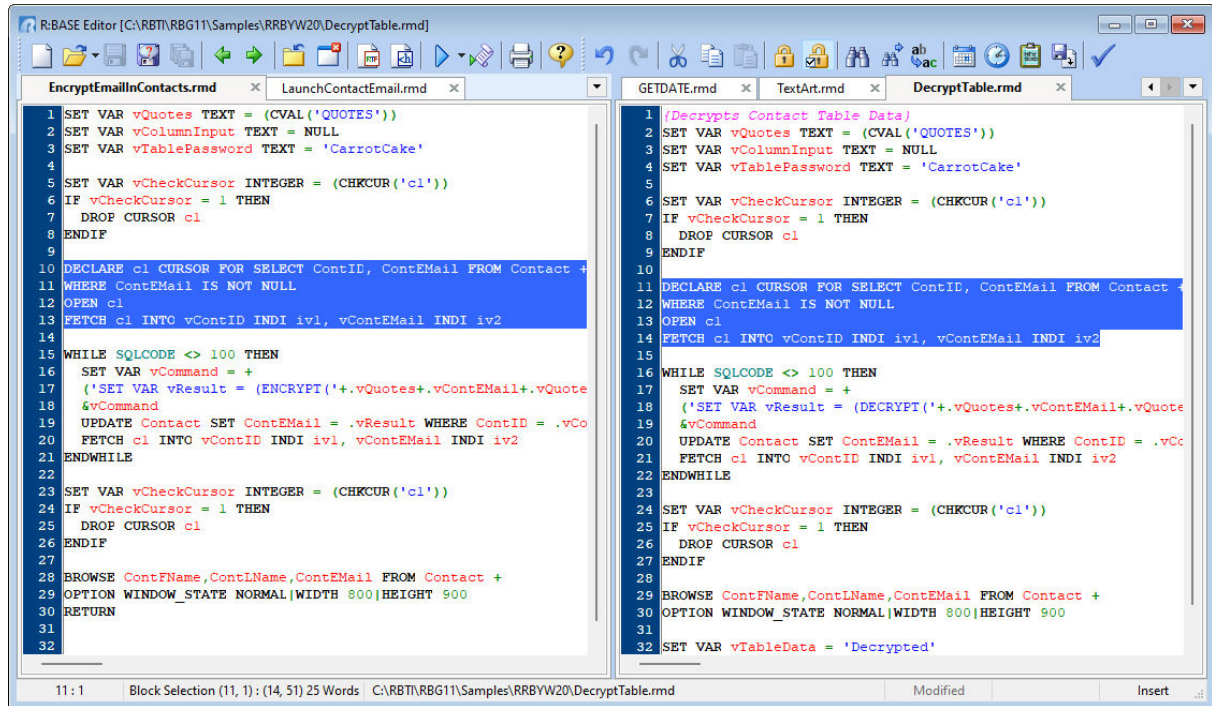 R:BASE Editor [C:\RBTI\RBG11\Samples\RRBYW20\DecryptTable.rmd]
EncryptEmailInContacts.rmd
LaunchContactEmail.rmd
1 SET VAR vQuotes TEXT = (CVAL('QUOTES'))
2 SET VAR vColumnInput TEXT = NULL
3 SET VAR vTablePassword TEXT = 'CarrotCake'
4
5 SET VAR vCheckCursor INTEGER = (CHKCUR('c1'))
6 IF vCheckCursor = 1 THEN
7 DROP CURSOR c1
8 ENDIF
9
10 DECLARE c1 CURSOR FOR SELECT ContID, ContEMail FROM Contact +
11 WHERE ContEMail IS NOT NULL
12 OPEN c1
13 FETCH c1 INTO vContID INDI iv1, vContEMail INDI iv2
14
15 WHILE SQLCODE <> 100 THEN
16 SET VAR vCommand = +
17 ('SET VAR vResult = (ENCRYPT('+.vQuotes+.vContEMail+.vQuote
18 &vCommand
19 UPDATE Contact SET ContEMail = .vResult WHERE ContID = .vCo
20 FETCH c1 INTO vContID INDI iv1, vContEMail INDI iv2
21 ENDWHILE
22
23 SET VAR vCheckCursor INTEGER = (CHKCUR('c1'))
24 IF vCheckCursor = 1 THEN
25 DROP CURSOR c1
26 ENDIF
27
28 BROWSE ContFName,ContLName,ContEMail FROM Contact +
29 OPTION WINDOW_STATE NORMAL|WIDTH 800|HEIGHT 900
30 RETURN
31
32
GETDATE.rmd
TextArt.rmd
DecryptTable.rmd
1 {Decrypts Contact Table Data}
2 SET VAR vQuotes TEXT = (CVAL('QUOTES'))
3 SET VAR vColumnInput TEXT = NULL
4 SET VAR vTablePassword TEXT = 'CarrotCake'
5
6 SET VAR vCheckCursor INTEGER = (CHKCUR('c1'))
7 IF vCheckCursor = 1 THEN
8 DROP CURSOR c1
9 ENDIF
10
11 DECLARE c1 CURSOR FOR SELECT ContID, ContEMail FROM Contact +
12 WHERE ContEMail IS NOT NULL
13 OPEN c1
14 FETCH c1 INTO vContID INDI iv1, vContEMail INDI iv2
15
16 WHILE SQLCODE <> 100 THEN
17 SET VAR vCommand = +
18 ('SET VAR vResult = (DECRYPT('+.vQuotes+.vContEMail+.vQuote
19 &vCommand
20 UPDATE Contact SET ContEMail = .vResult WHERE ContID = .vCo
21 FETCH c1 INTO vContID INDI iv1, vContEMail INDI iv2
22 ENDWHILE
23
24 SET VAR vCheckCursor INTEGER = (CHKCUR('c1'))
25 IF vCheckCursor = 1 THEN
26 DROP CURSOR c1
27 ENDIF
28
29 BROWSE ContFName,ContLName,ContEMail FROM Contact +
30 OPTION WINDOW_STATE NORMAL|WIDTH 800|HEIGHT 900
31
32 SET VAR vTableData = 'Decrypted'
11 : 1 Block Selection (11, 1) : (14, 51) 25 Words C:\RBTI\RBG11\Samples\RRBYW20\DecryptTable.rmd Modified Insert